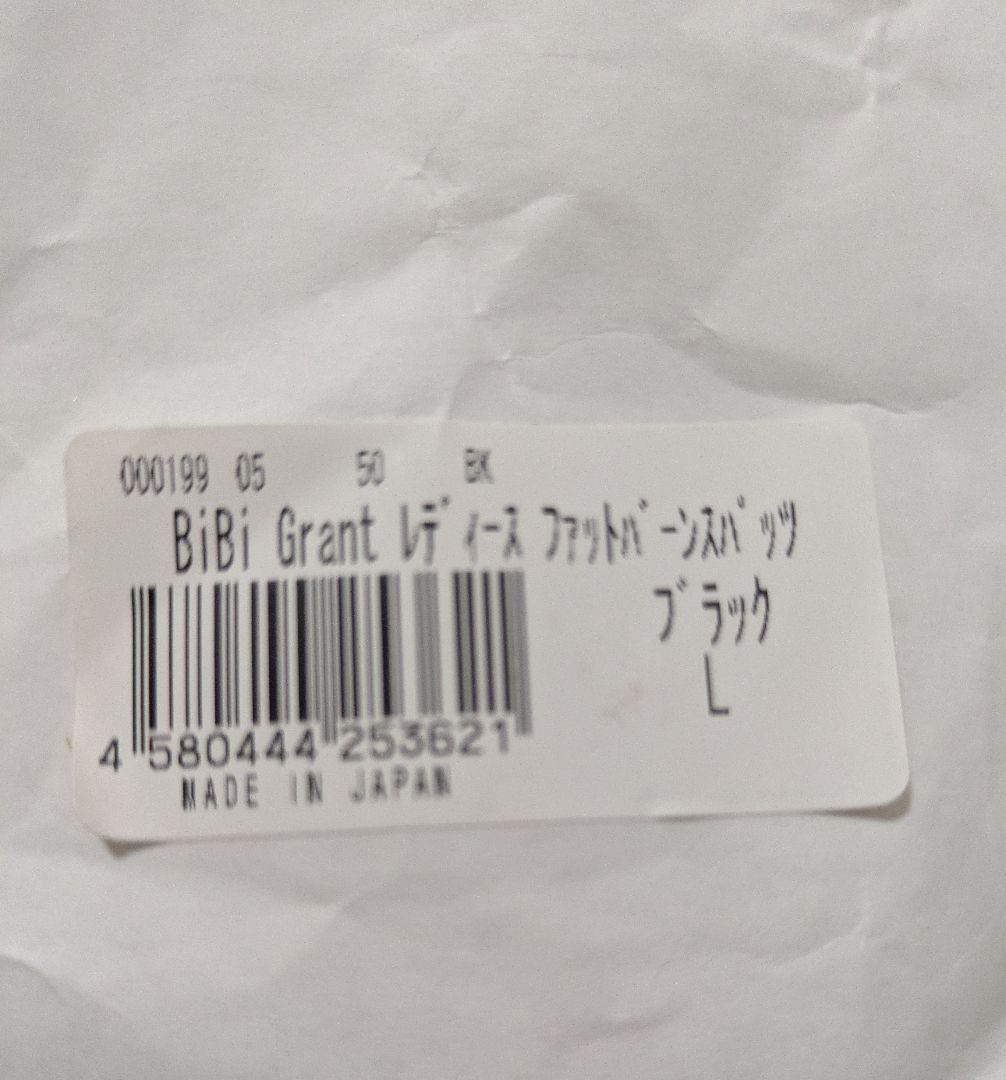 000199 05 50 BK
BiBi Grant ﾚﾃﾞｨｰｽ ﾌｧｯﾄﾊﾞｰﾝｽﾊﾟｯﾂ
ﾌﾞﾗｯｸ
L
4 580444 253621
MADE IN JAPAN